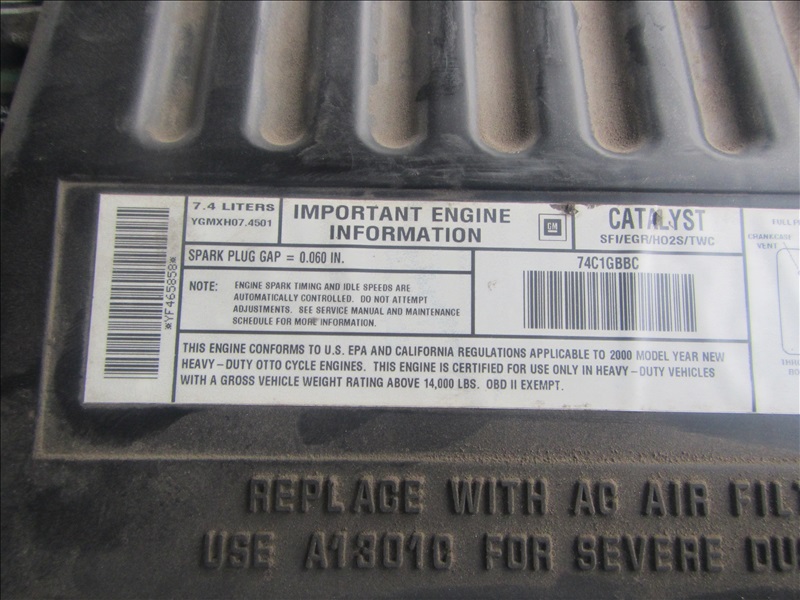 *YF465858*
7.4 LITERS
YGMXH07.4501
IMPORTANT ENGINE
INFORMATION
GM
CATALYST
SFI/EGR/HO2S/TWC
SPARK PLUG GAP = 0.060 IN.
NOTE: ENGINE SPARK TIMING AND IDLE SPEEDS ARE
AUTOMATICALLY CONTROLLED. DO NOT ATTEMPT
ADJUSTMENTS. SEE SERVICE MANUAL AND MAINTENANCE
SCHEDULE FOR MORE INFORMATION.
74C1GBBC
THIS ENGINE CONFORMS TO U.S. EPA AND CALIFORNIA REGULATIONS APPLICABLE TO 2000 MODEL YEAR NEW
HEAVY-DUTY OTTO CYCLE ENGINES. THIS ENGINE IS CERTIFIED FOR USE ONLY IN HEAVY-DUTY VEHICLES
WITH A GROSS VEHICLE WEIGHT RATING ABOVE 14,000 LBS. OBD II EXEMPT.
CRANKCASE
VENT
REPLACE WITH AC AIR FILT
USE A1301C FOR SEVERE DU